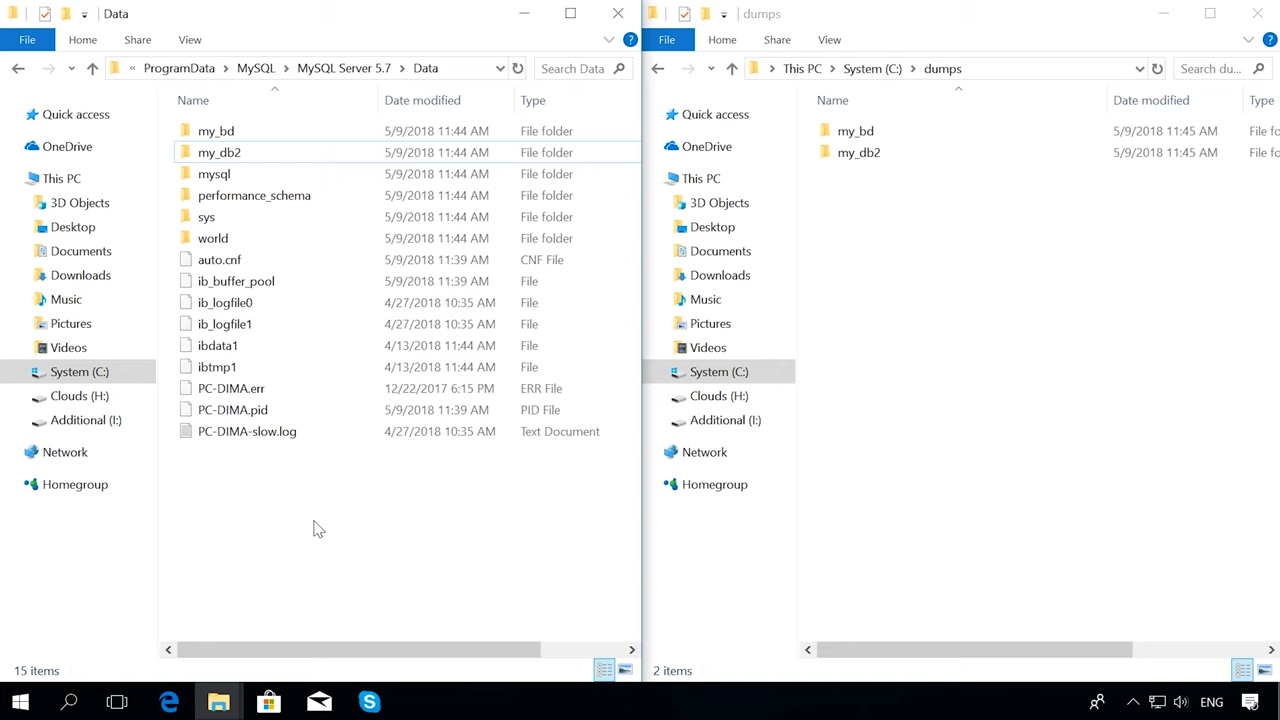 Data
File Home Share View
« ProgramData MySQL MySQL Server 5.7 Data Search Data
Name Date modified Type
Quick access
OneDrive
This PC
3D Objects
Desktop
Documents
Downloads
Music
Pictures
Videos
System (C:)
Clouds (H:)
Additional (I:)
Network
Homegroup
my_bd 5/9/2018 11:44 AM File folder
my_db2 5/9/2018 11:44 AM File folder
mysql 5/9/2018 11:44 AM File folder
performance_schema 5/9/2018 11:44 AM File folder
sys 5/9/2018 11:44 AM File folder
world 5/9/2018 11:44 AM File folder
auto.cnf 5/9/2018 11:39 AM CNF File
ib_buffer_pool 5/9/2018 11:39 AM File
ib_logfile0 4/27/2018 10:35 AM File
ib_logfile1 4/27/2018 10:35 AM File
ibdata1 4/13/2018 11:44 AM File
ibtmp1 4/13/2018 11:44 AM File
PC-DIMA.err 12/22/2017 6:15 PM ERR File
PC-DIMA.pid 5/9/2018 11:39 AM PID File
PC-DIMA-slow.log 4/27/2018 10:35 AM Text Document
15 items
dumps
File Home Share View
This PC System (C:) dumps Search du...
Name Date modified Type
Quick access
OneDrive
This PC
3D Objects
Desktop
Documents
Downloads
Music
Pictures
Videos
System (C:)
Clouds (H:)
Additional (I:)
Network
Homegroup
my_bd 5/9/2018 11:45 AM File fo
my_db2 5/9/2018 11:45 AM File fo
2 items
ENG